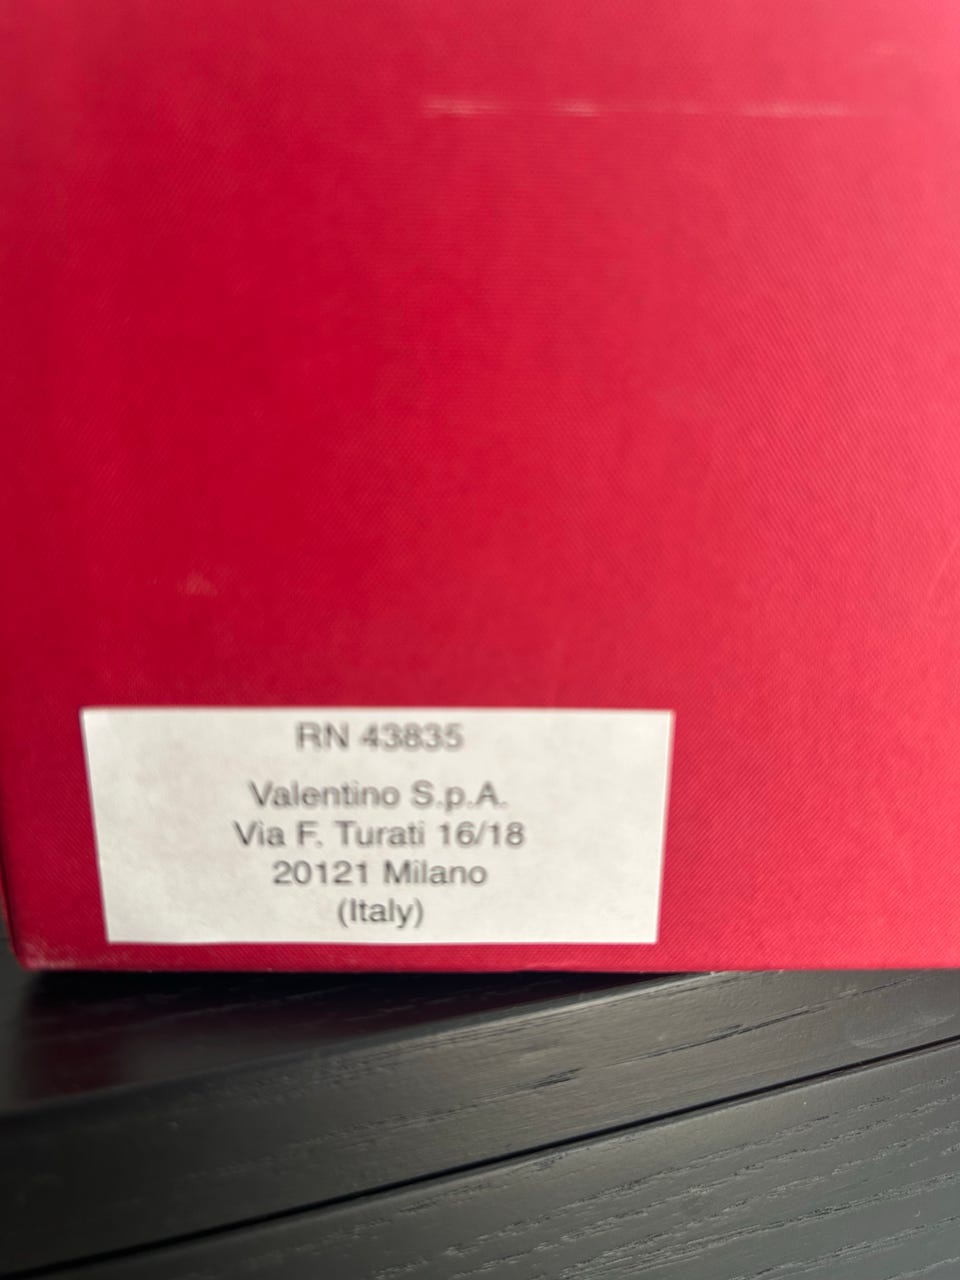 RN 43835
Valentino S.p.A.
Via F. Turati 16/18
20121 Milano
(Italy)